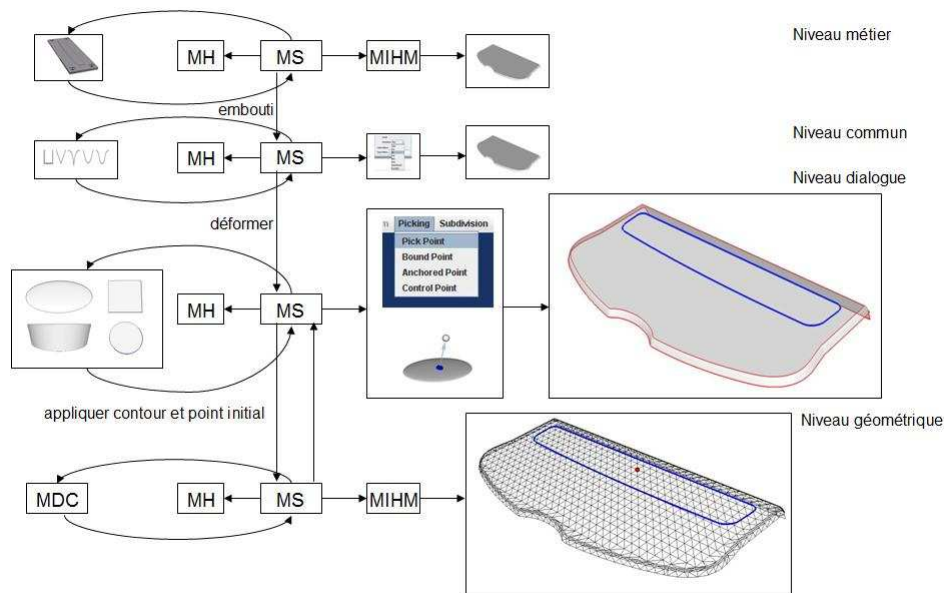 Niveau métier
MH
MS
MIHM
embouti
Niveau commun
MH
MS
Niveau dialogue
déformer
Picking Subdivision
Pick Point
Bound Point
Anchored Point
Control Point
MH
MS
appliquer contour et point initial
Niveau géométrique
MDC
MH
MS
MIHM